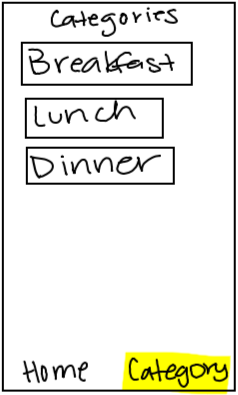 Categories
Breakfast
Lunch
Dinner
Home Category